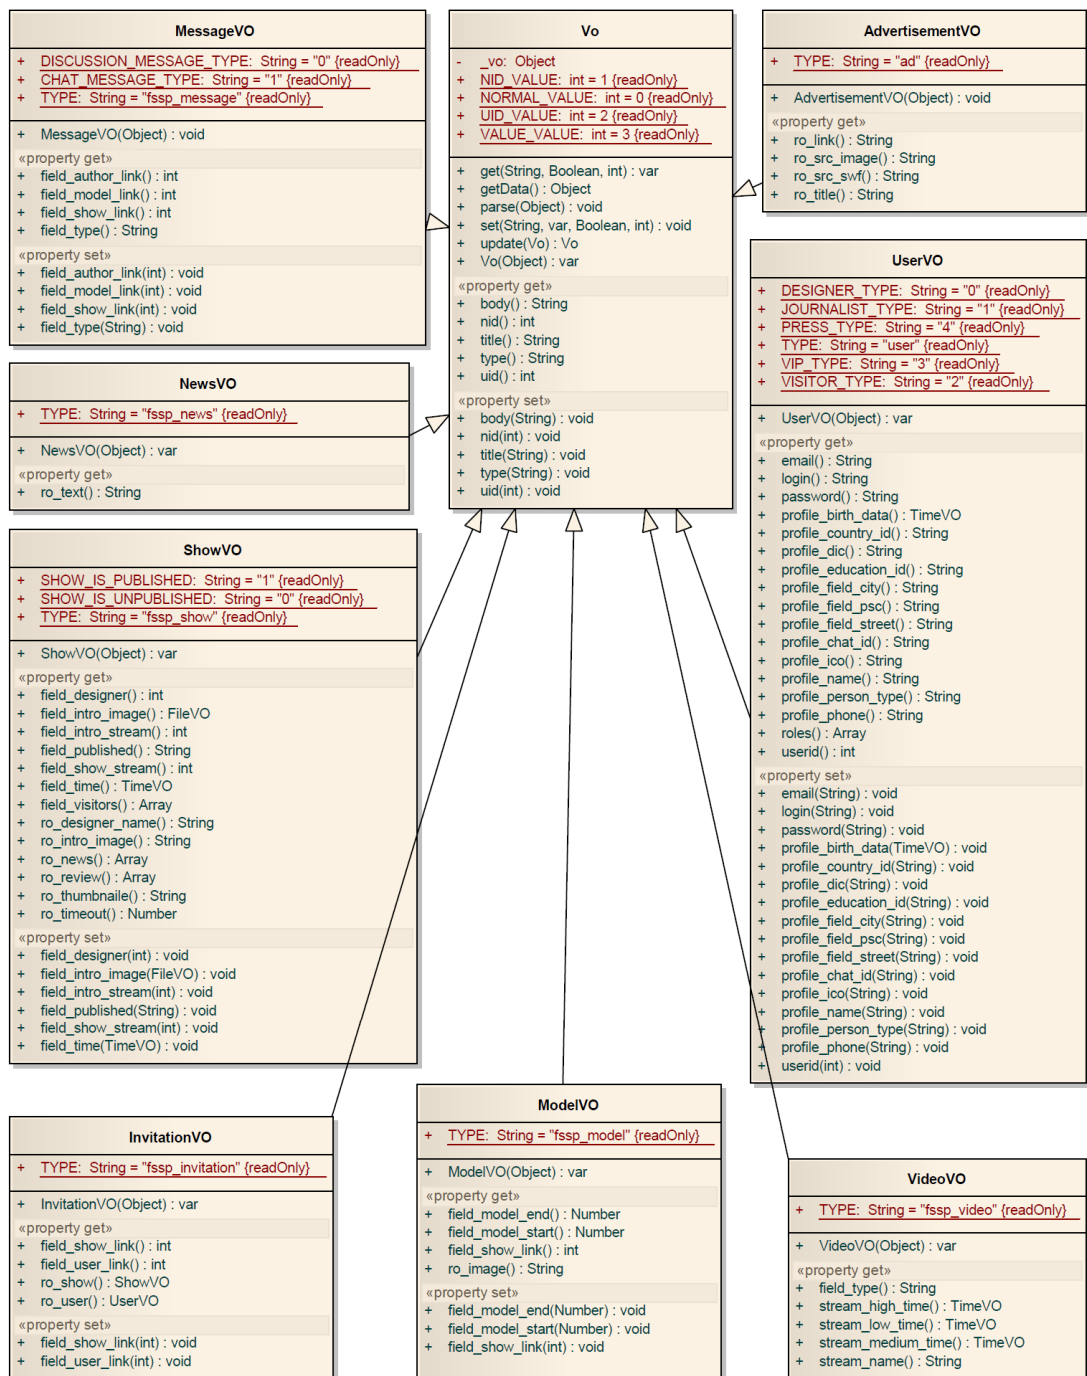 MessageVO
+ DISCUSSION_MESSAGE_TYPE: String = "0" {readOnly}
+ CHAT_MESSAGE_TYPE: String = "1" {readOnly}
+ TYPE: String = "fssp_message" {readOnly}
+ MessageVO(Object) : void
«property get»
+ field_author_link() : int
+ field_model_link() : int
+ field_show_link() : int
+ field_type() : String
«property set»
+ field_author_link(int) : void
+ field_model_link(int) : void
+ field_show_link(int) : void
+ field_type(String) : void
Vo
- _vo: Object
+ NID_VALUE: int = 1 {readOnly}
+ NORMAL_VALUE: int = 0 {readOnly}
+ UID_VALUE: int = 2 {readOnly}
+ VALUE_VALUE: int = 3 {readOnly}
+ get(String, Boolean, int) : var
+ getData() : Object
+ parse(Object) : void
+ set(String, var, Boolean, int) : void
+ update(Vo) : Vo
+ Vo(Object) : var
«property get»
+ body() : String
+ nid() : int
+ title() : String
+ type() : String
+ uid() : int
«property set»
+ body(String) : void
+ nid(int) : void
+ title(String) : void
+ type(String) : void
+ uid(int) : void
AdvertisementVO
+ TYPE: String = "ad" {readOnly}
+ AdvertisementVO(Object) : void
«property get»
+ ro_link() : String
+ ro_src_image() : String
+ ro_src_swf() : String
+ ro_title() : String
UserVO
+ DESIGNER_TYPE: String = "0" {readOnly}
+ JOURNALIST_TYPE: String = "1" {readOnly}
+ PRESS_TYPE: String = "4" {readOnly}
+ TYPE: String = "user" {readOnly}
+ VIP_TYPE: String = "3" {readOnly}
+ VISITOR_TYPE: String = "2" {readOnly}
+ UserVO(Object) : var
«property get»
+ email() : String
+ login() : String
+ password() : String
+ profile_birth_data() : TimeVO
+ profile_country_id() : String
+ profile_dic() : String
+ profile_education_id() : String
+ profile_field_city() : String
+ profile_field_psc() : String
+ profile_field_street() : String
+ profile_chat_id() : String
+ profile_ico() : String
+ profile_name() : String
+ profile_person_type() : String
+ profile_phone() : String
+ roles() : Array
+ userid() : int
«property set»
+ email(String) : void
+ login(String) : void
+ password(String) : void
+ profile_birth_data(TimeVO) : void
+ profile_country_id(String) : void
+ profile_dic(String) : void
+ profile_education_id(String) : void
+ profile_field_city(String) : void
+ profile_field_psc(String) : void
+ profile_field_street(String) : void
+ profile_chat_id(String) : void
+ profile_ico(String) : void
+ profile_name(String) : void
+ profile_person_type(String) : void
+ profile_phone(String) : void
+ userid(int) : void
NewsVO
+ TYPE: String = "fssp_news" {readOnly}
+ NewsVO(Object) : var
«property get»
+ ro_text() : String
ShowVO
+ SHOW_IS_PUBLISHED: String = "1" {readOnly}
+ SHOW_IS_UNPUBLISHED: String = "0" {readOnly}
+ TYPE: String = "fssp_show" {readOnly}
+ ShowVO(Object) : var
«property get»
+ field_designer() : int
+ field_intro_image() : FileVO
+ field_intro_stream() : int
+ field_published() : String
+ field_show_stream() : int
+ field_time() : TimeVO
+ field_visitors() : Array
+ ro_designer_name() : String
+ ro_intro_image() : String
+ ro_news() : Array
+ ro_review() : Array
+ ro_thumbnaile() : String
+ ro_timeout() : Number
«property set»
+ field_designer(int) : void
+ field_intro_image(FileVO) : void
+ field_intro_stream(int) : void
+ field_published(String) : void
+ field_show_stream(int) : void
+ field_time(TimeVO) : void
InvitationVO
+ TYPE: String = "fssp_invitation" {readOnly}
+ InvitationVO(Object) : var
«property get»
+ field_show_link() : int
+ field_user_link() : int
+ ro_show() : ShowVO
+ ro_user() : UserVO
«property set»
+ field_show_link(int) : void
+ field_user_link(int) : void
ModelVO
+ TYPE: String = "fssp_model" {readOnly}
+ ModelVO(Object) : var
«property get»
+ field_model_end() : Number
+ field_model_start() : Number
+ field_show_link() : int
+ ro_image() : String
«property set»
+ field_model_end(Number) : void
+ field_model_start(Number) : void
+ field_show_link(int) : void
VideoVO
+ TYPE: String = "fssp_video" {readOnly}
+ VideoVO(Object) : var
«property get»
+ field_type() : String
+ stream_high_time() : TimeVO
+ stream_low_time() : TimeVO
+ stream_medium_time() : TimeVO
+ stream_name() : String